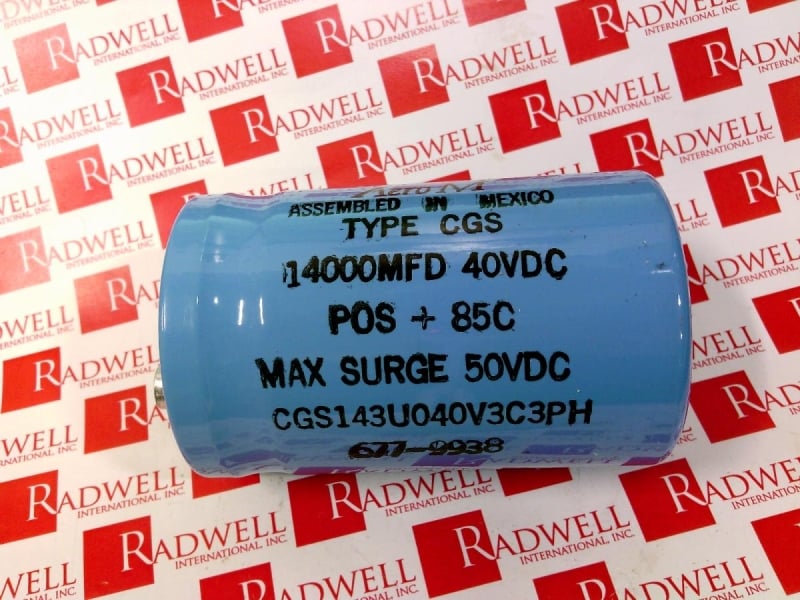 ASSEMBLED IN MEXICO
TYPE CGS
14000MFD 40VDC
POS + 85C
MAX SURGE 50VDC
CGS143U040V3C3PH
677-9938
RADWELL
INTERNATIONAL, INC.